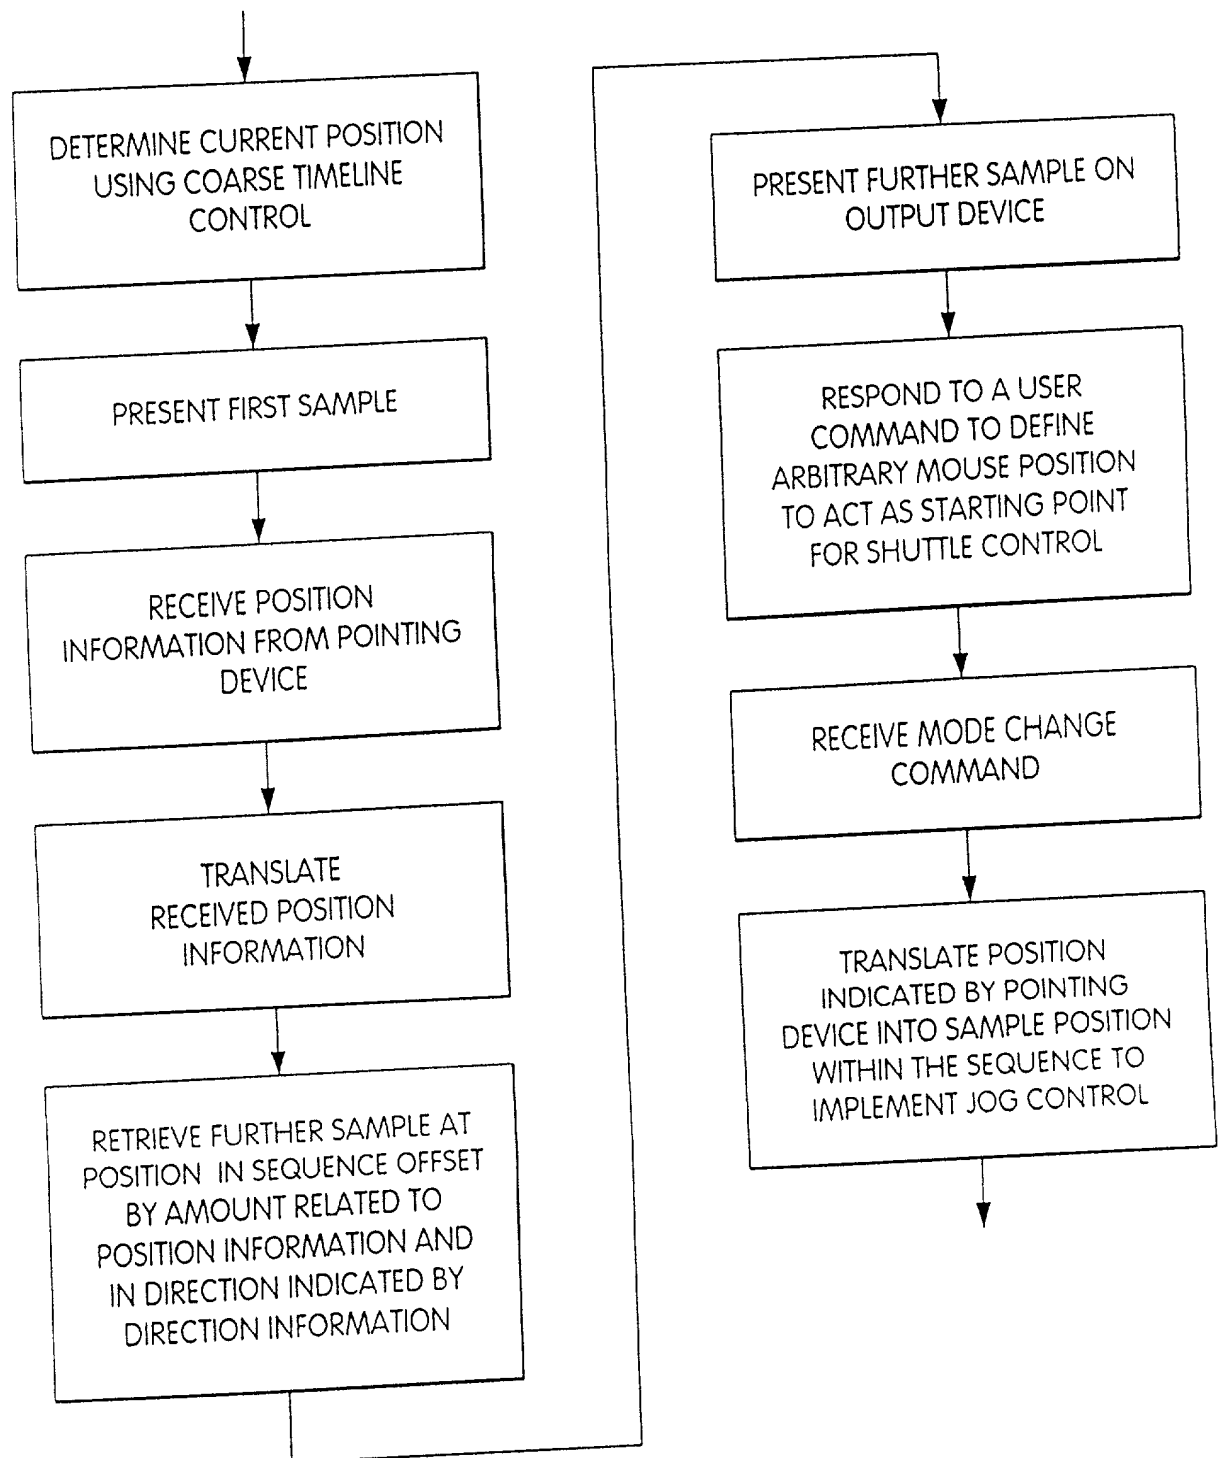 DETERMINE CURRENT POSITION
USING COARSE TIMELINE
CONTROL
PRESENT FIRST SAMPLE
RECEIVE POSITION
INFORMATION FROM POINTING
DEVICE
TRANSLATE
RECEIVED POSITION
INFORMATION
RETRIEVE FURTHER SAMPLE AT
POSITION IN SEQUENCE OFFSET
BY AMOUNT RELATED TO
POSITION INFORMATION AND
IN DIRECTION INDICATED BY
DIRECTION INFORMATION
PRESENT FURTHER SAMPLE ON
OUTPUT DEVICE
RESPOND TO A USER
COMMAND TO DEFINE
ARBITRARY MOUSE POSITION
TO ACT AS STARTING POINT
FOR SHUTTLE CONTROL
RECEIVE MODE CHANGE
COMMAND
TRANSLATE POSITION
INDICATED BY POINTING
DEVICE INTO SAMPLE POSITION
WITHIN THE SEQUENCE TO
IMPLEMENT JOG CONTROL